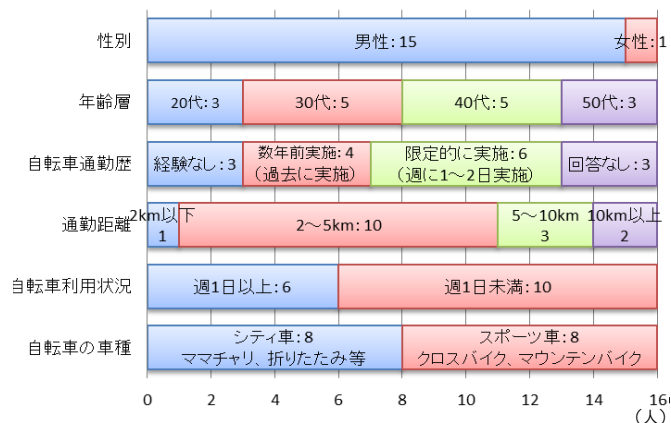 性別
男性：15
女性：1
年齢層
20代：3
30代：5
40代：5
50代：3
自転車通勤歴
経験なし：3
数年前実施：4
（過去に実施）
限定的に実施：6
（週に1～2日実施）
回答なし：3
通勤距離
2km以下
1
2～5km：10
5～10km
3
10km以上
2
自転車利用状況
週1日以上：6
週1日未満：10
自転車の車種
シティ車：8
ママチャリ、折りたたみ等
スポーツ車：8
クロスバイク、マウンテンバイク
0 2 4 6 8 10 12 14 16
（人）